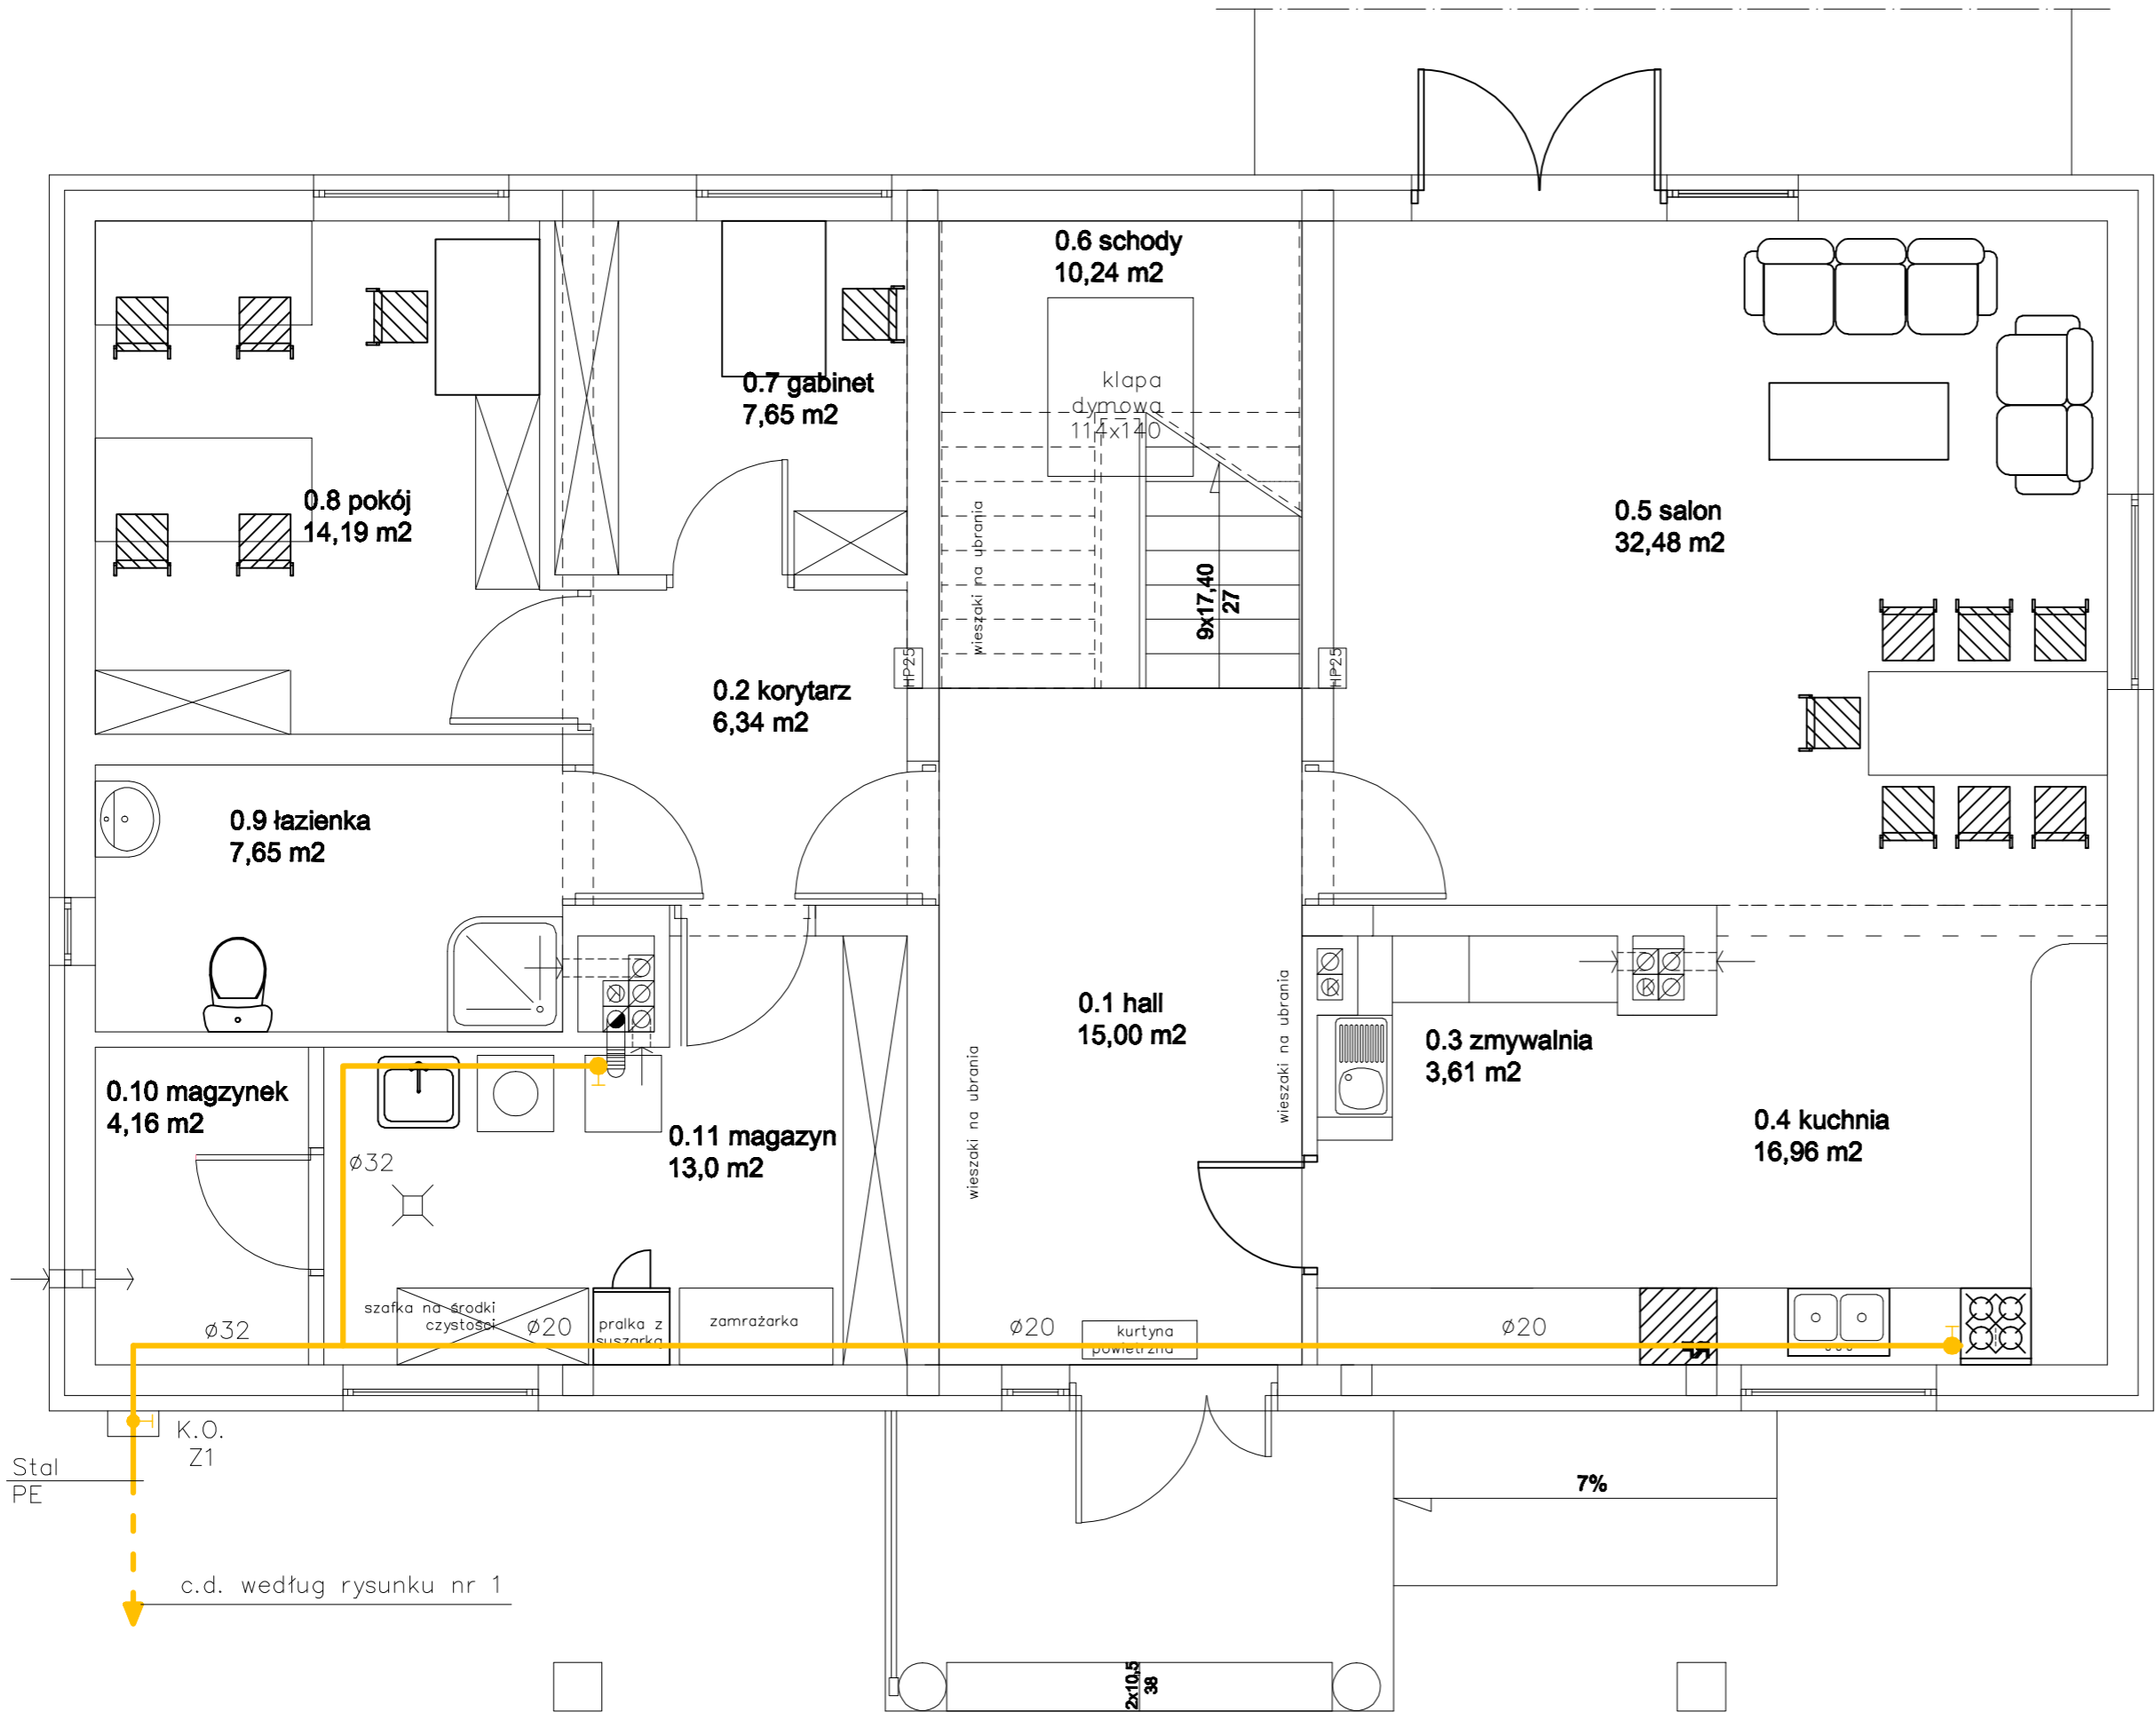 0.6 schody
10,24 m2
klapa
dymowa
114x140
0.7 gabinet
7,65 m2
0.8 pokój
14,19 m2
0.5 salon
32,48 m2
wieszaki na ubrania
9x17,40
27
HP25
HP25
0.2 korytarz
6,34 m2
0.9 łazienka
7,65 m2
K
K
K
0.1 hall
15,00 m2
wieszaki na ubrania
wieszaki na ubrania
0.3 zmywalnia
3,61 m2
0.10 magzynek
4,16 m2
0.11 magazyn
13,0 m2
0.4 kuchnia
16,96 m2
ø32
szafka na środki
czystości
ø32
ø20
pralka z
suszarką
zamrażarka
ø20
kurtyna
powietrzna
ø20
K.O.
Z1
Stal
PE
7%
c.d. według rysunku nr 1
2x10,5
38